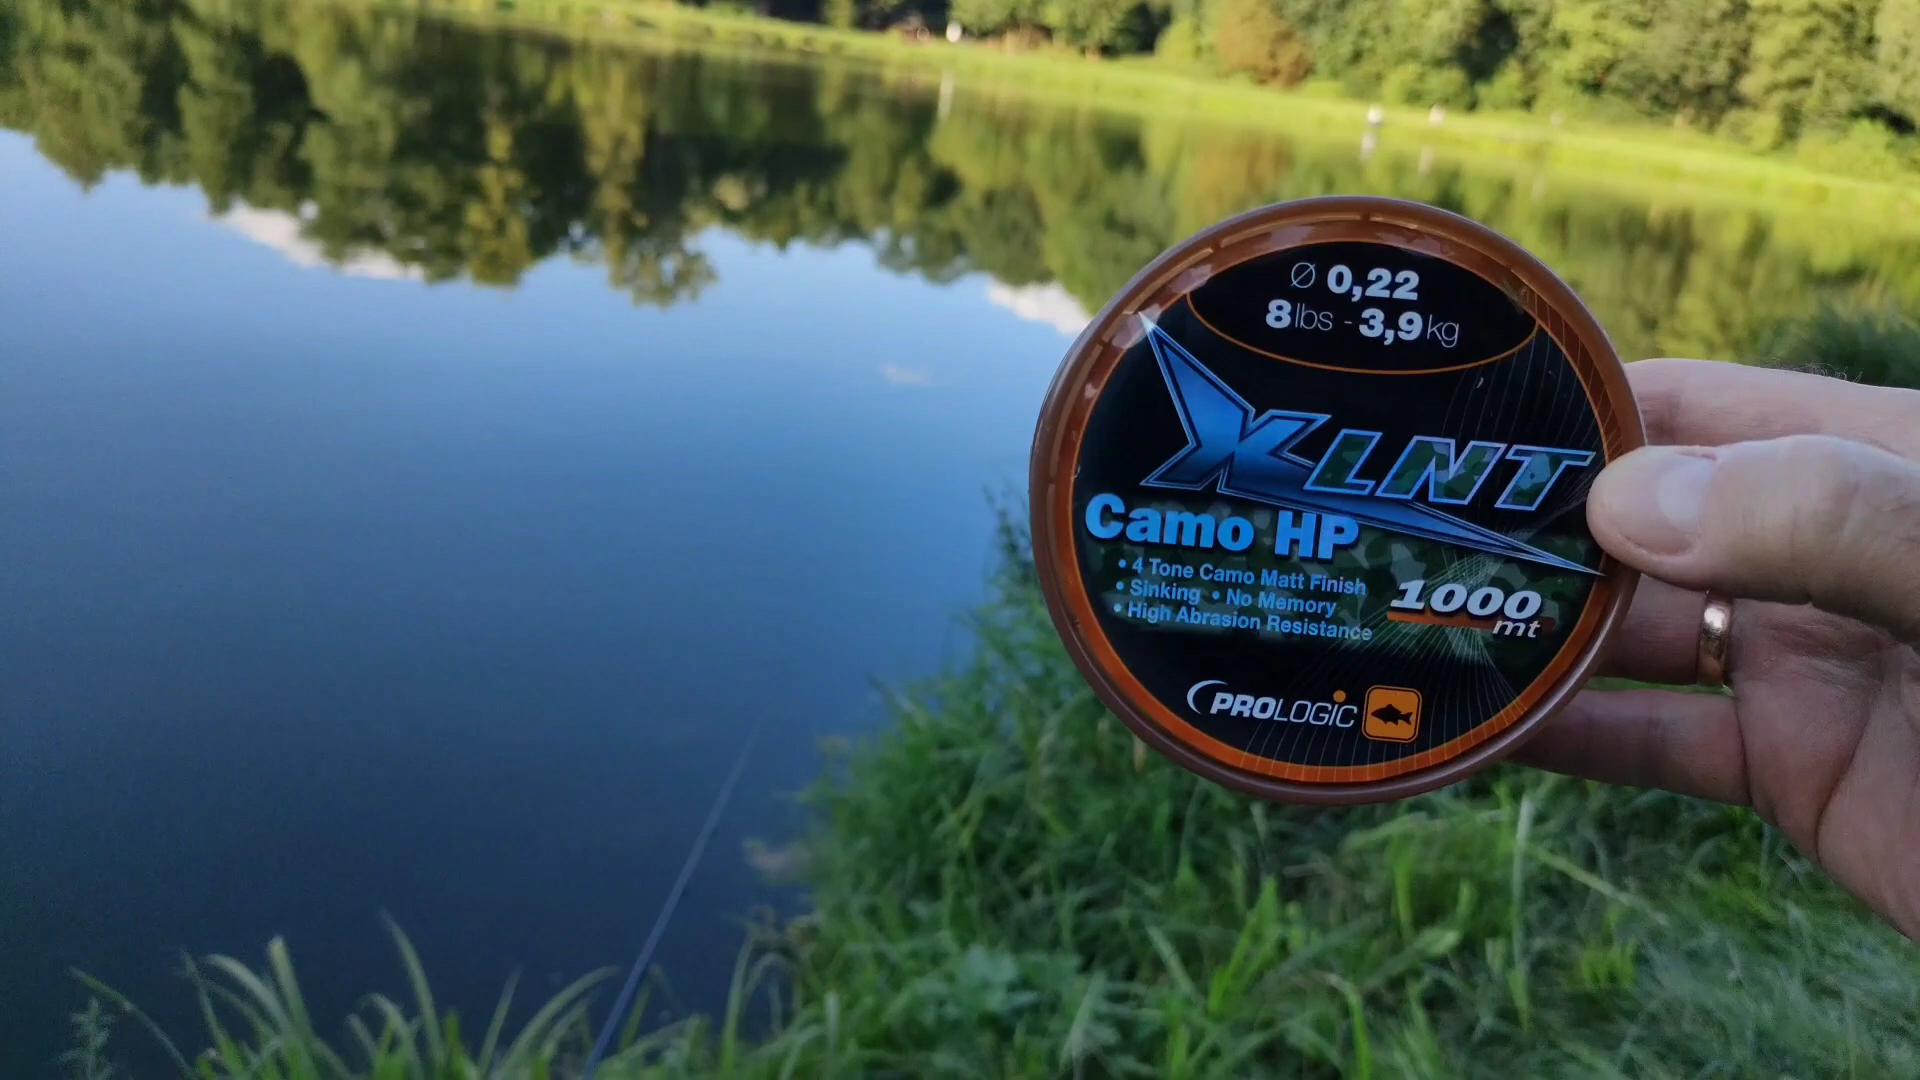 Ø 0,22
8lbs - 3,9kg
XLNT
Camo HP
• 4 Tone Camo Matt Finish
• Sinking • No Memory
• High Abrasion Resistance
1000
mt
PROLOGIC